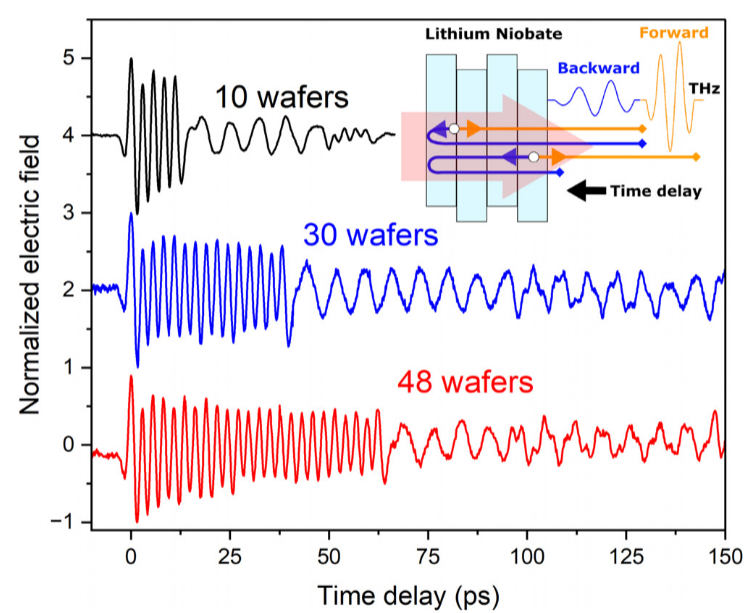 Lithium Niobate
Forward
Backward
THz
Time delay
10 wafers
30 wafers
48 wafers
Normalized electric field
5
4
3
2
1
0
−1
0
25
50
75
100
125
150
Time delay (ps)